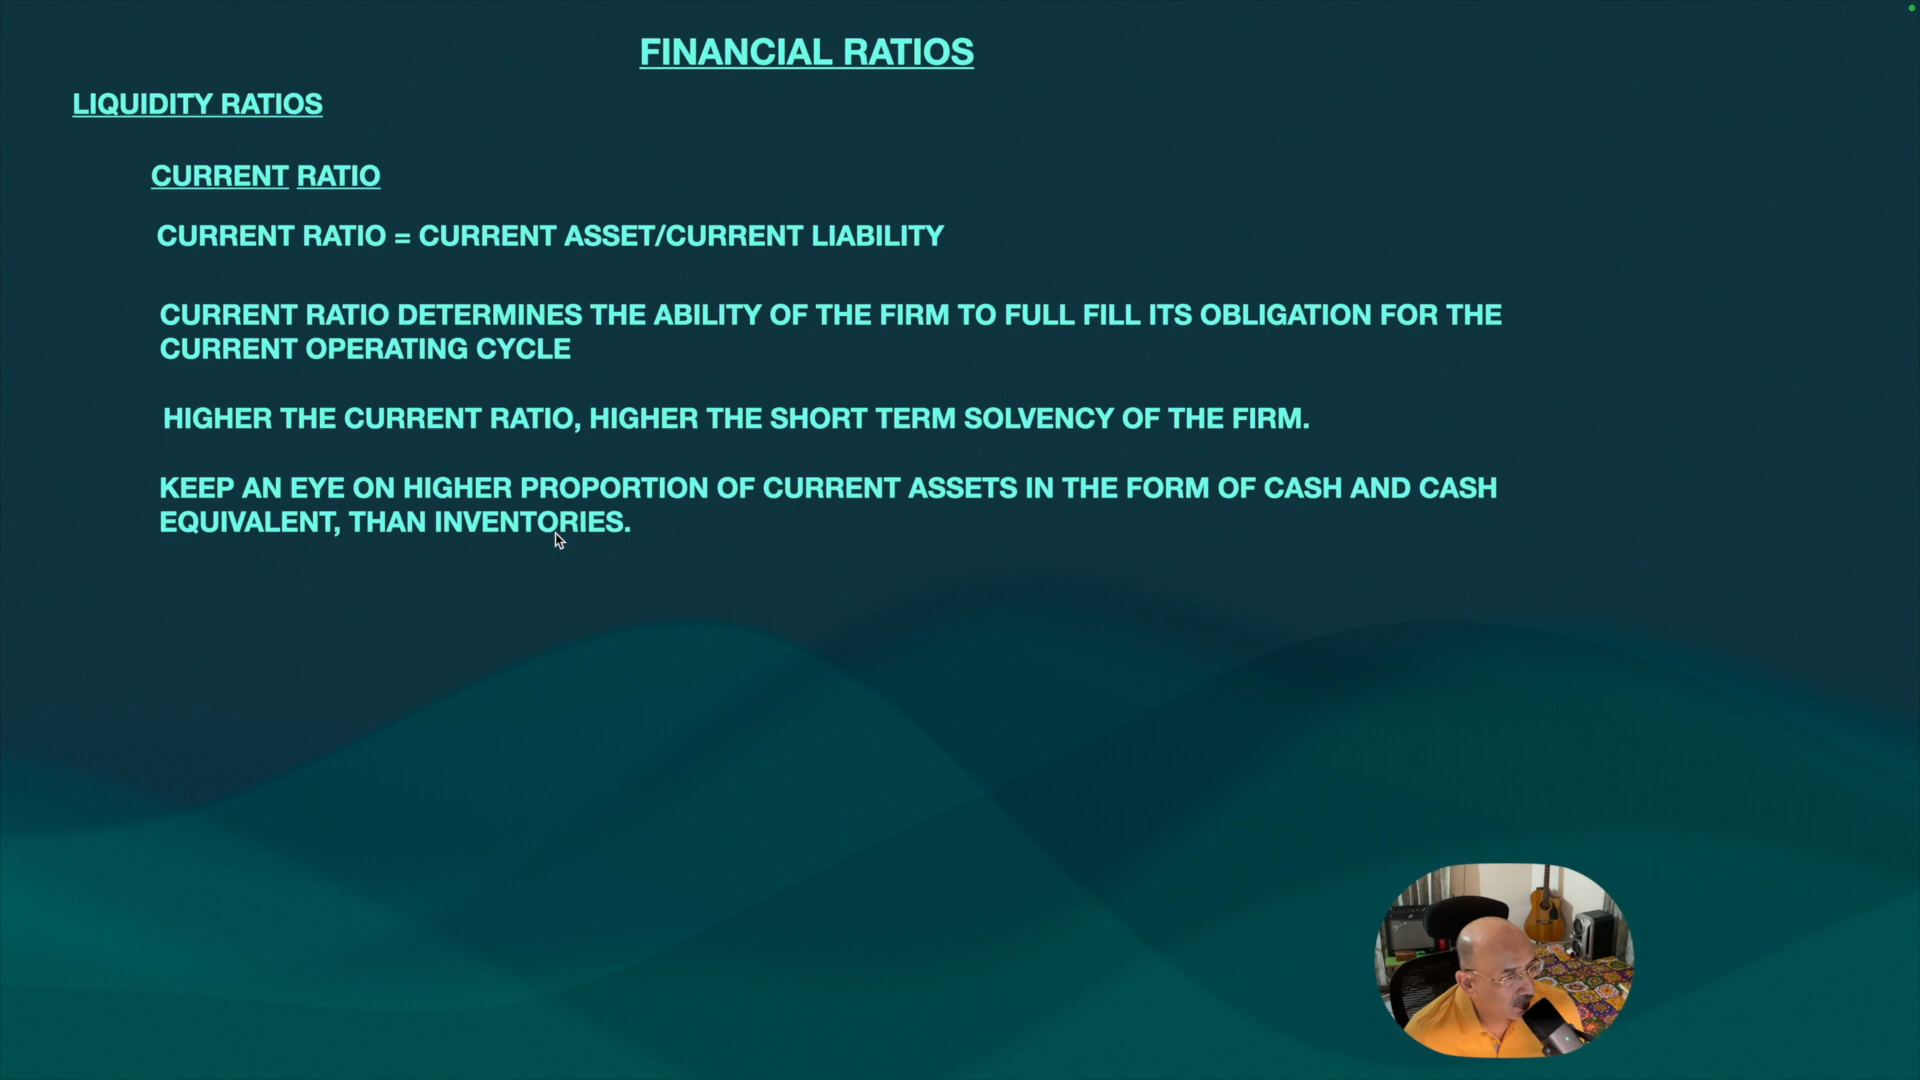 FINANCIAL RATIOS
LIQUIDITY RATIOS
CURRENT RATIO
CURRENT RATIO = CURRENT ASSET/CURRENT LIABILITY
CURRENT RATIO DETERMINES THE ABILITY OF THE FIRM TO FULL FILL ITS OBLIGATION FOR THE
CURRENT OPERATING CYCLE
HIGHER THE CURRENT RATIO, HIGHER THE SHORT TERM SOLVENCY OF THE FIRM.
KEEP AN EYE ON HIGHER PROPORTION OF CURRENT ASSETS IN THE FORM OF CASH AND CASH
EQUIVALENT, THAN INVENTORIES.